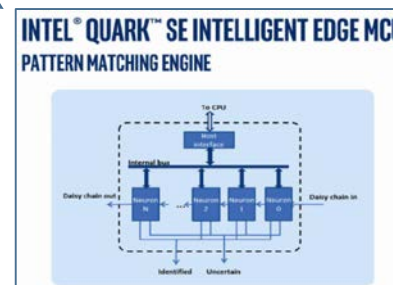 INTEL® QUARK™ SE INTELLIGENT EDGE MCU
PATTERN MATCHING ENGINE
To CPU
Host
interface
Internal bus
Daisy chain out
Neuron
N
...
Neuron
2
Neuron
1
Neuron
0
Daisy chain in
Identified
Uncertain